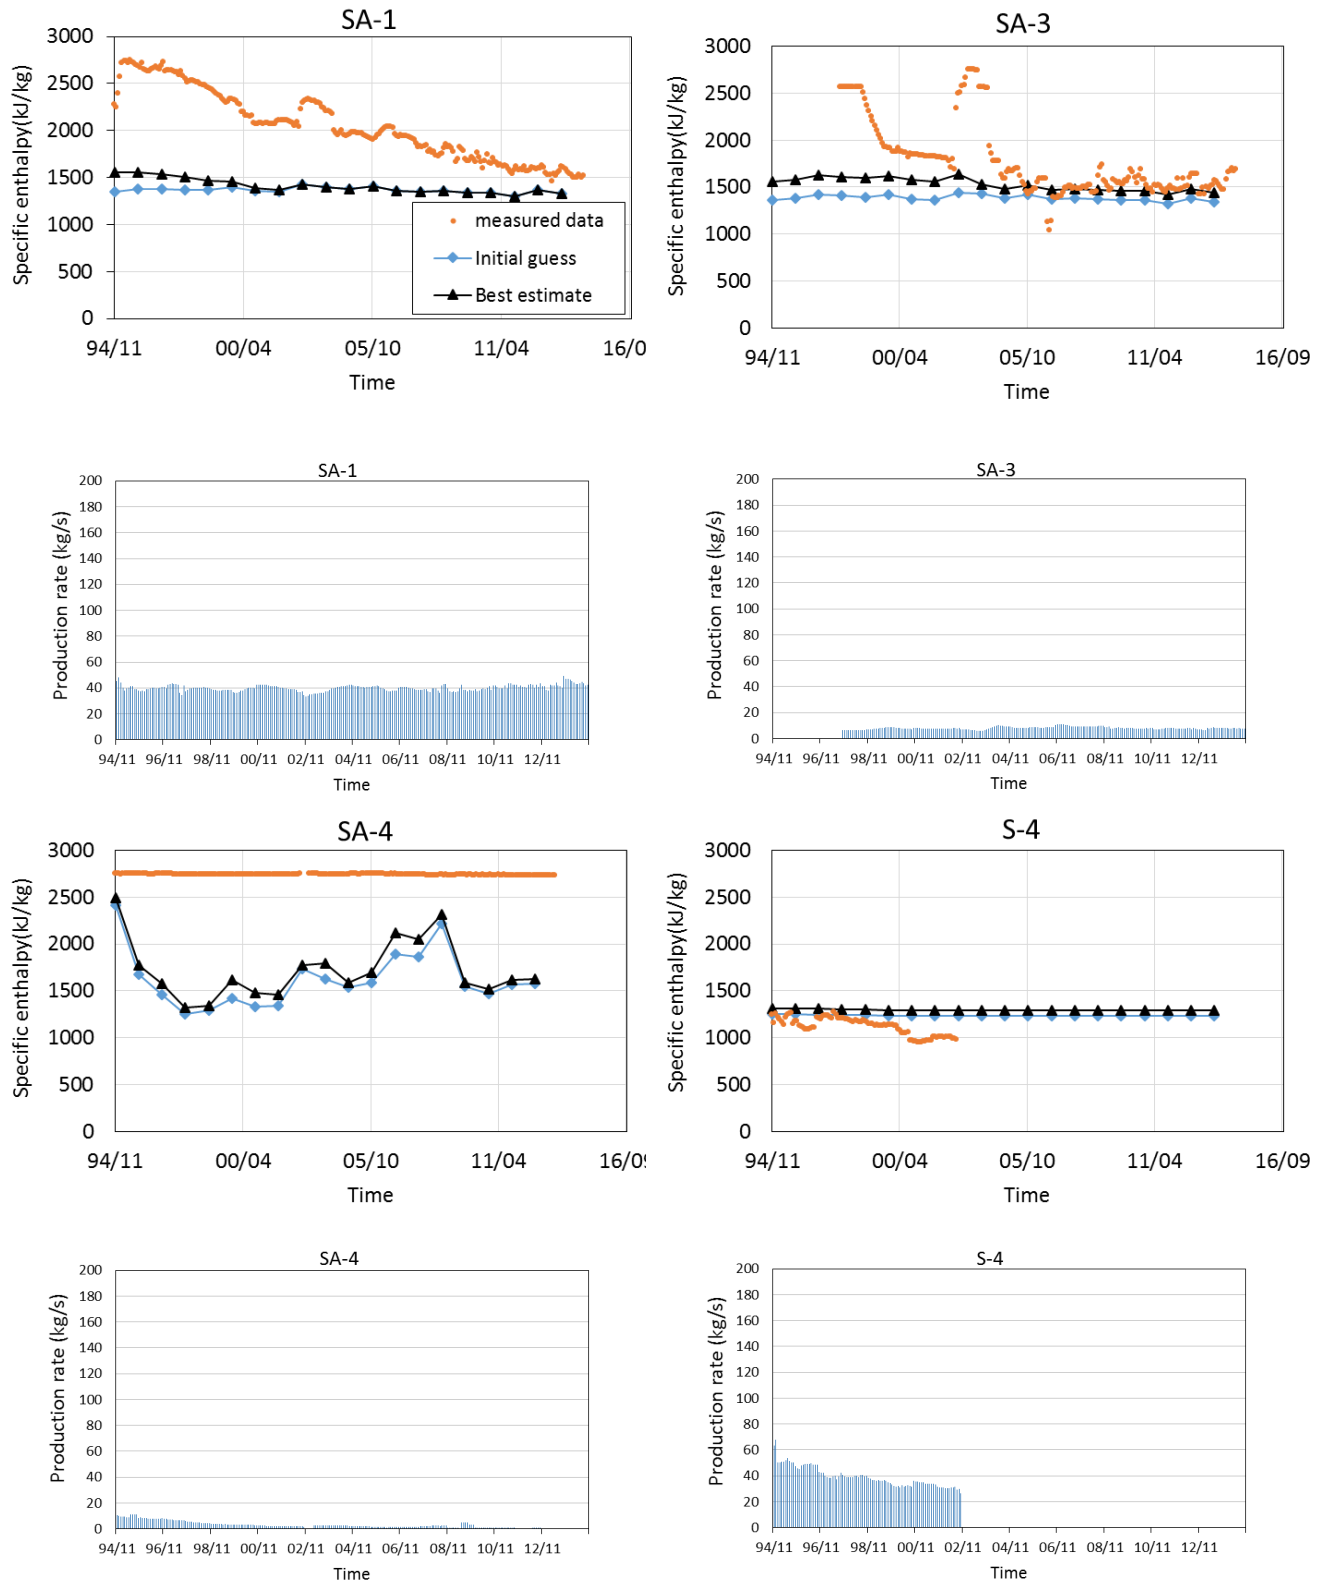 SA-1
Specific enthalpy(kJ/kg)
3000
2500
2000
1500
1000
500
0
measured data
Initial guess
Best estimate
94/11 00/04 05/10 11/04 16/0
Time
SA-3
Specific enthalpy(kJ/kg)
3000
2500
2000
1500
1000
500
0
94/11 00/04 05/10 11/04 16/09
Time
SA-1
Production rate (kg/s)
200
180
160
140
120
100
80
60
40
20
0
94/11 96/11 98/11 00/11 02/11 04/11 06/11 08/11 10/11 12/11
Time
SA-3
Production rate (kg/s)
200
180
160
140
120
100
80
60
40
20
0
94/11 96/11 98/11 00/11 02/11 04/11 06/11 08/11 10/11 12/11
Time
SA-4
Specific enthalpy(kJ/kg)
3000
2500
2000
1500
1000
500
0
94/11 00/04 05/10 11/04 16/09
Time
S-4
Specific enthalpy(kJ/kg)
3000
2500
2000
1500
1000
500
0
94/11 00/04 05/10 11/04 16/09
Time
SA-4
Production rate (kg/s)
200
180
160
140
120
100
80
60
40
20
0
94/11 96/11 98/11 00/11 02/11 04/11 06/11 08/11 10/11 12/11
Time
S-4
Production rate (kg/s)
200
180
160
140
120
100
80
60
40
20
0
94/11 96/11 98/11 00/11 02/11 04/11 06/11 08/11 10/11 12/11
Time